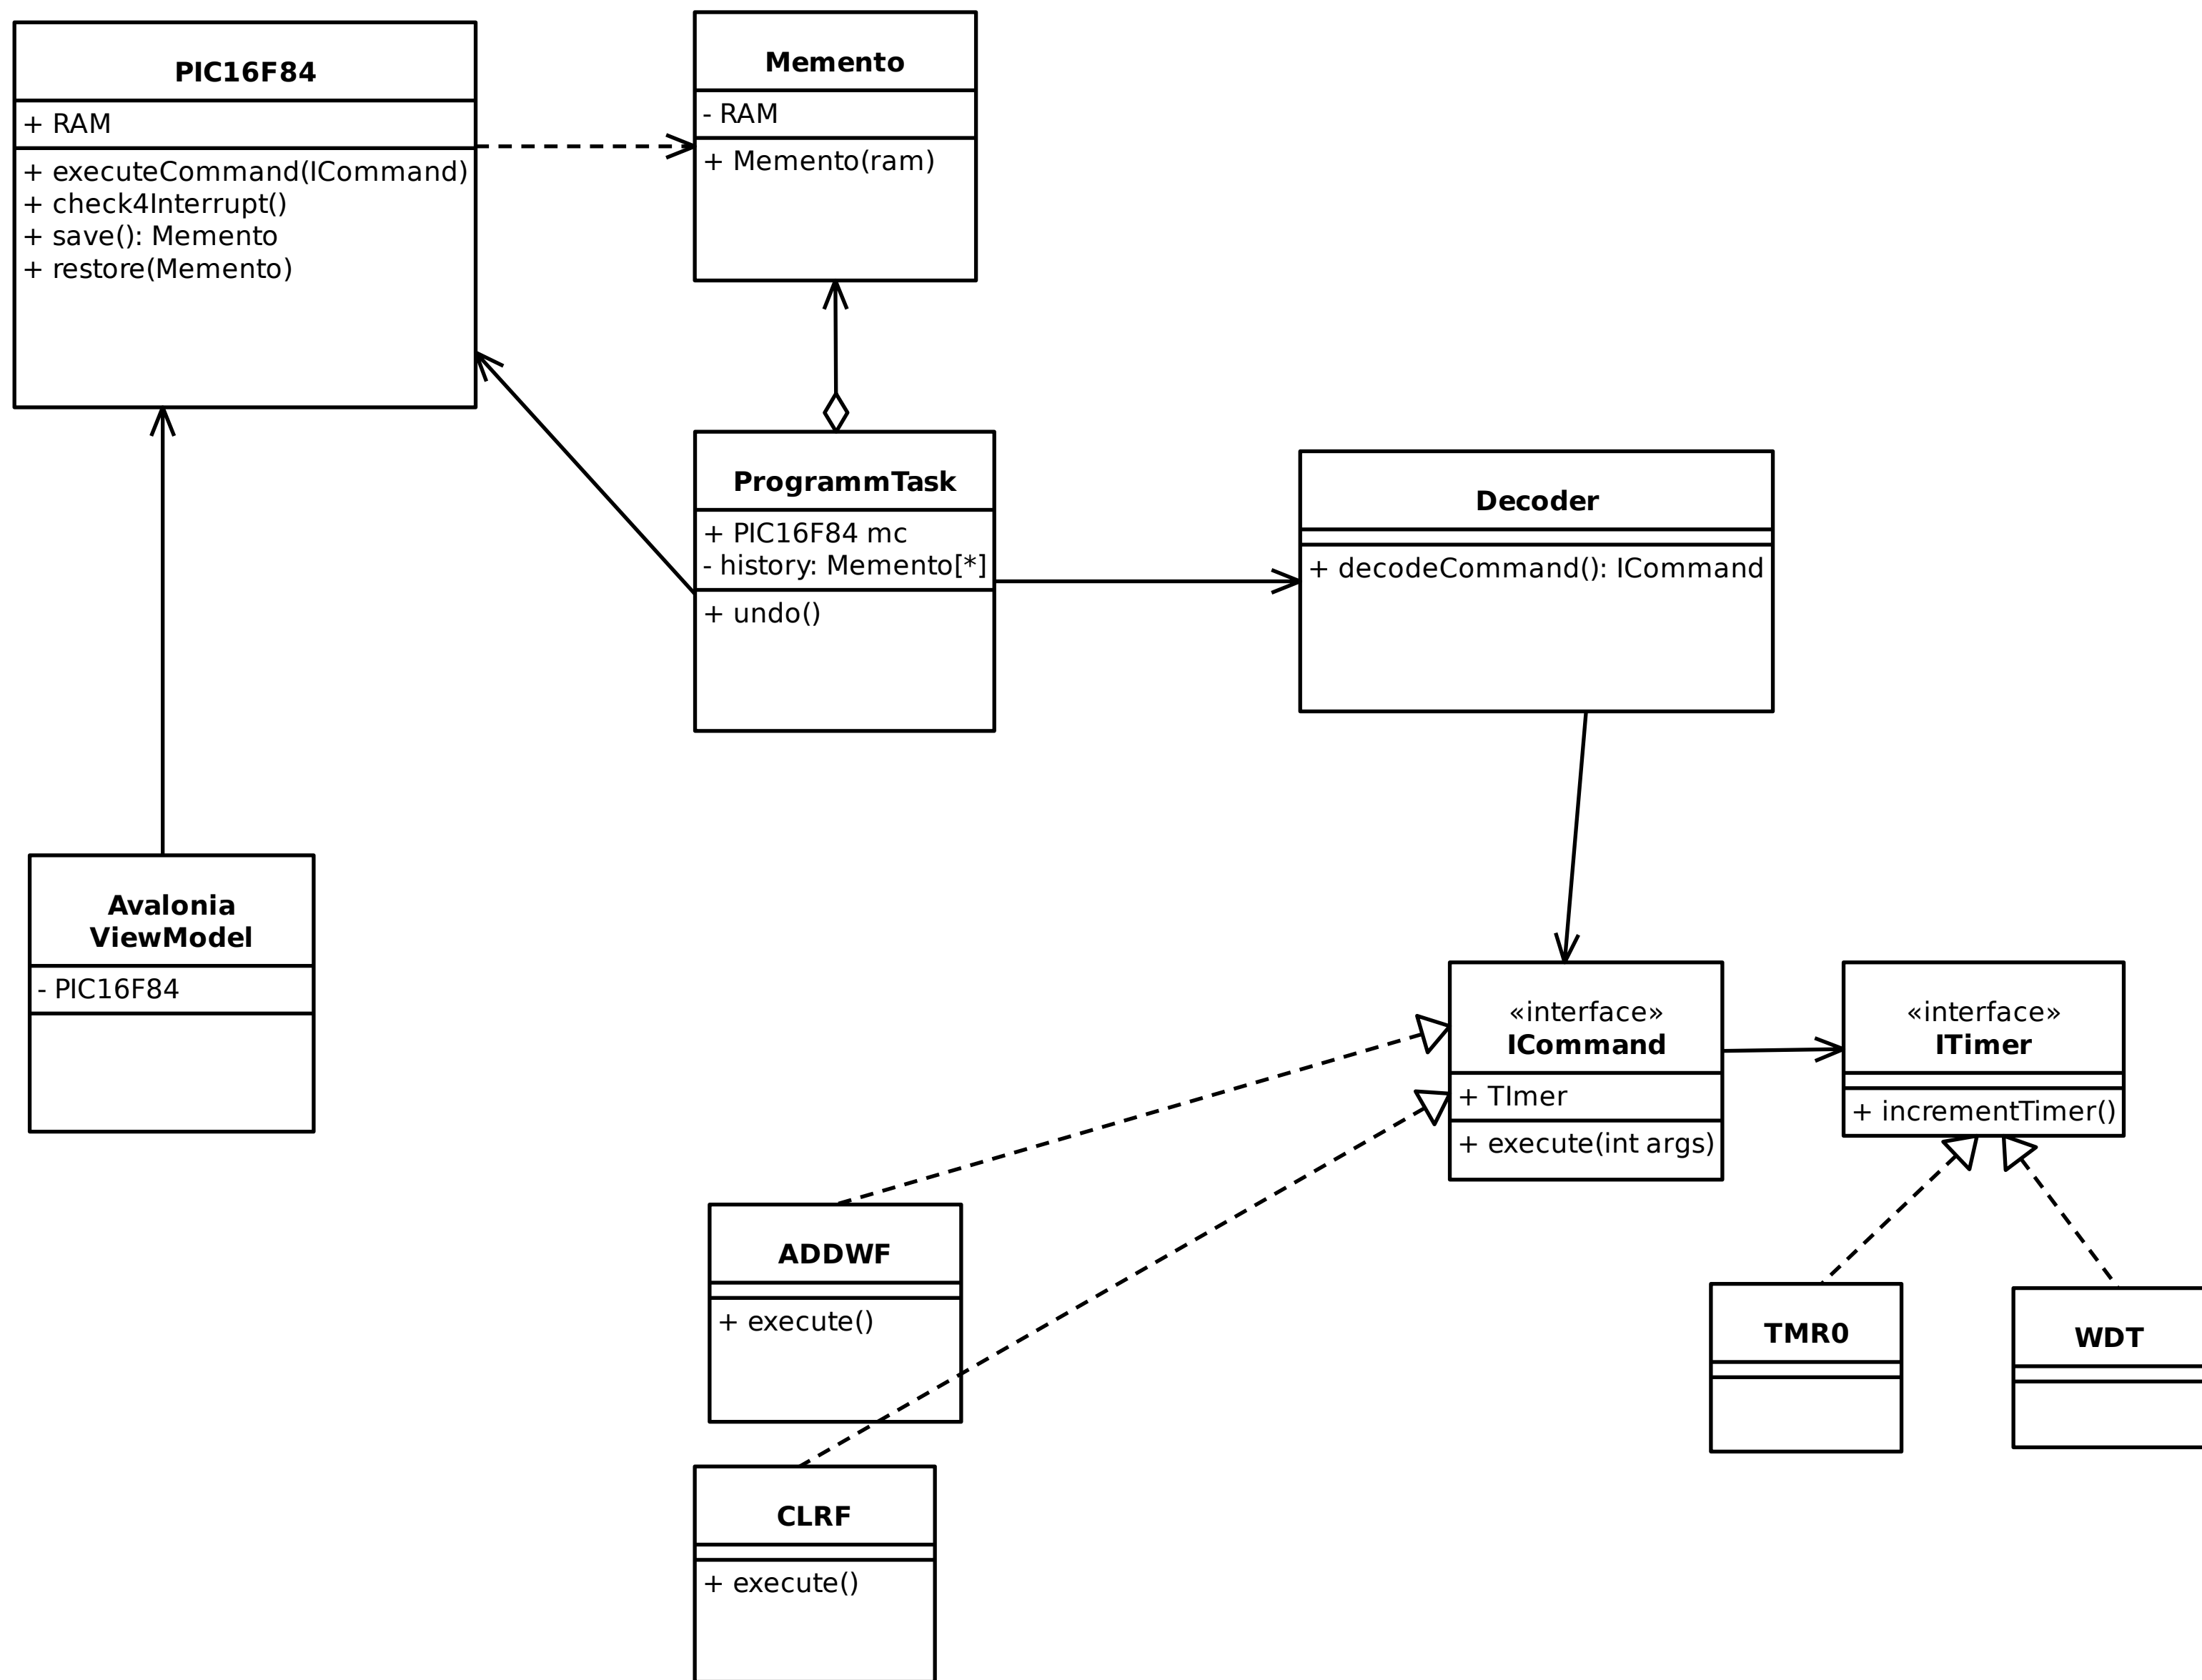 PIC16F84
+ RAM
+ executeCommand(ICommand)
+ check4Interrupt()
+ save(): Memento
+ restore(Memento)
Memento
- RAM
+ Memento(ram)
ProgrammTask
+ PIC16F84 mc
- history: Memento[*]
+ undo()
Decoder
+ decodeCommand(): ICommand
Avalonia
ViewModel
- PIC16F84
«interface»
ICommand
+ TImer
+ execute(int args)
«interface»
ITimer
+ incrementTimer()
ADDWF
+ execute()
TMR0
WDT
CLRF
+ execute()